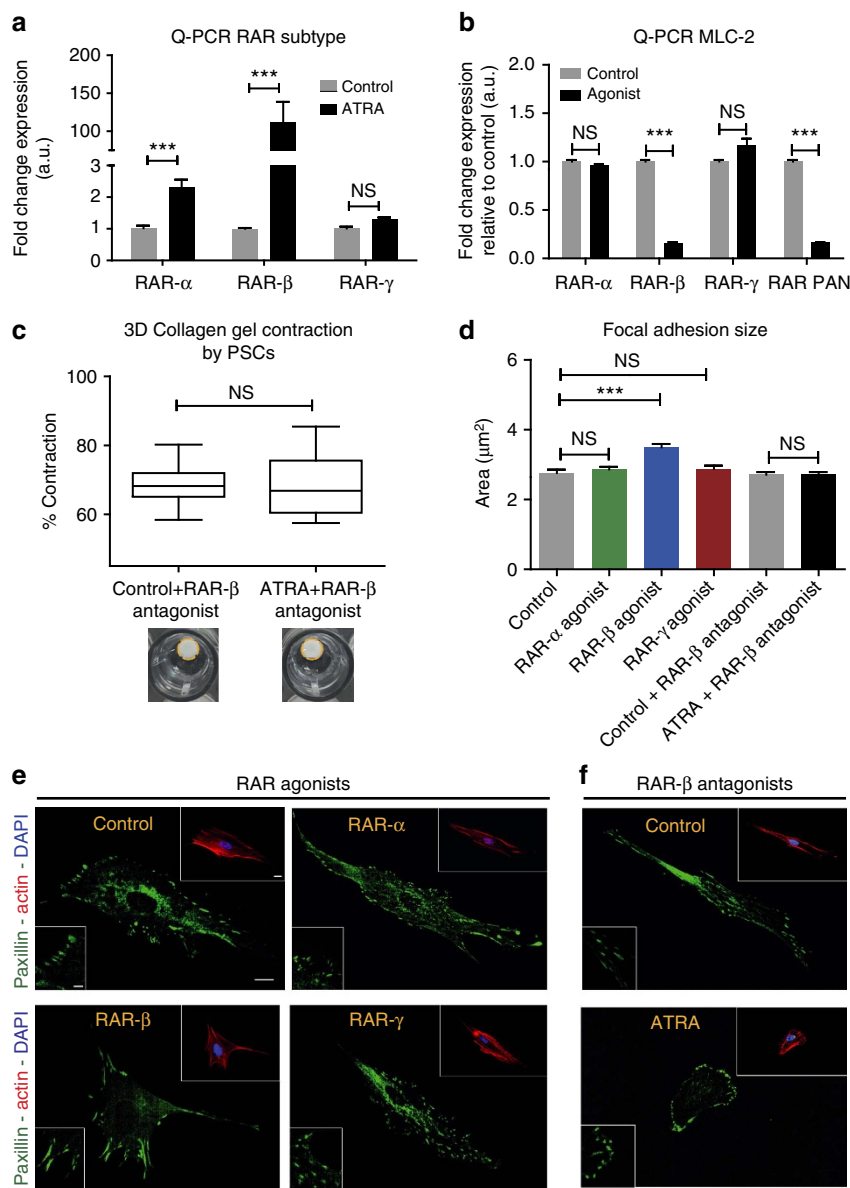 a
Q-PCR RAR subtype
Fold change expression
(a.u.)
150
125
100
75
3
2
1
0
***
***
NS
Control
ATRA
RAR-α
RAR-β
RAR-γ
b
Q-PCR MLC-2
Fold change expression
relative to control (a.u.)
2.0
1.5
1.0
0.5
0.0
Control
Agonist
NS
***
NS
***
RAR-α
RAR-β
RAR-γ
RAR PAN
c
3D Collagen gel contraction
by PSCs
% Contraction
100
80
60
NS
Control+RAR-β
antagonist
ATRA+RAR-β
antagonist
d
Focal adhesion size
Area (μm²)
6
4
2
0
NS
***
NS
NS
Control
RAR-α agonist
RAR-β agonist
RAR-γ agonist
Control + RAR-β antagonist
ATRA + RAR-β antagonist
e
RAR agonists
Paxillin - actin - DAPI
Control
RAR-α
Paxillin - actin - DAPI
RAR-β
RAR-γ
f
RAR-β antagonists
Control
ATRA